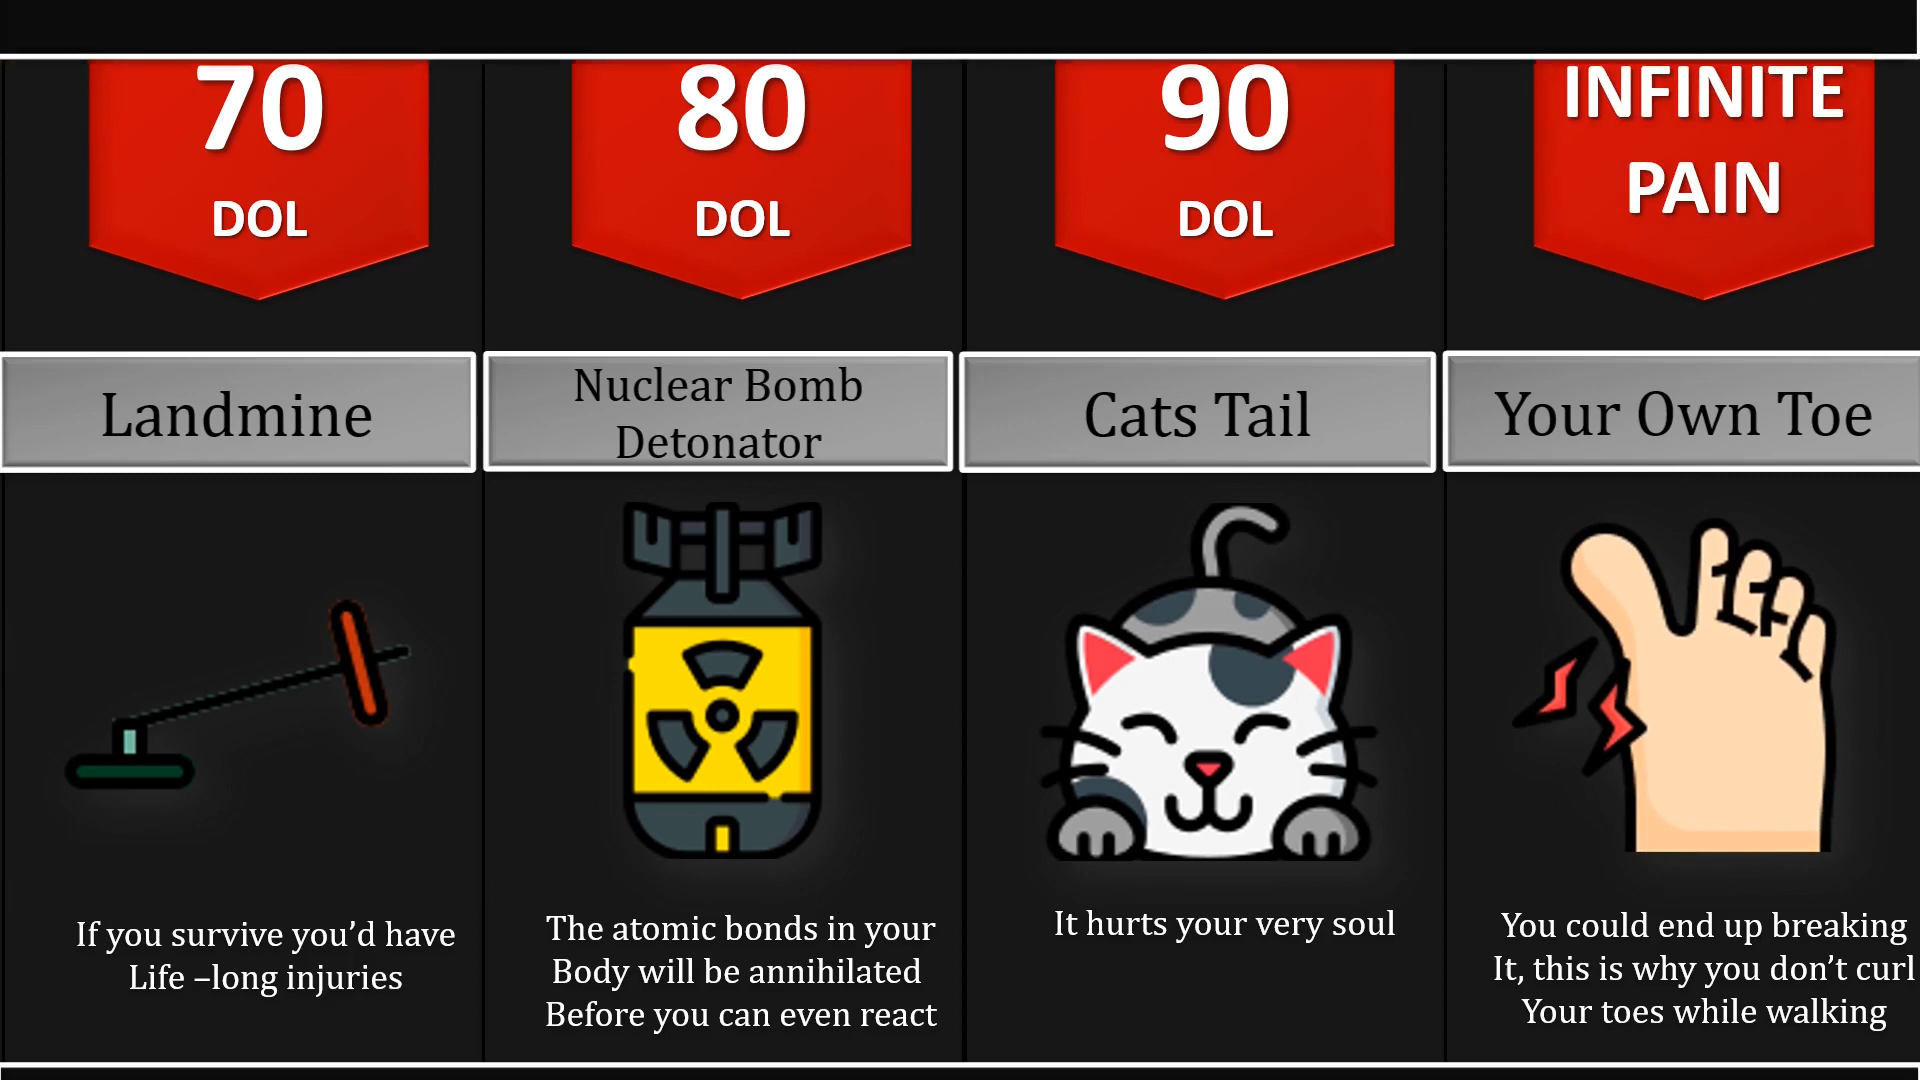 70
DOL
80
DOL
90
DOL
INFINITE
PAIN
Landmine
Nuclear Bomb
Detonator
Cats Tail
Your Own Toe
If you survive you’d have
Life –long injuries
The atomic bonds in your
Body will be annihilated
Before you can even react
It hurts your very soul
You could end up breaking
It, this is why you don’t curl
Your toes while walking